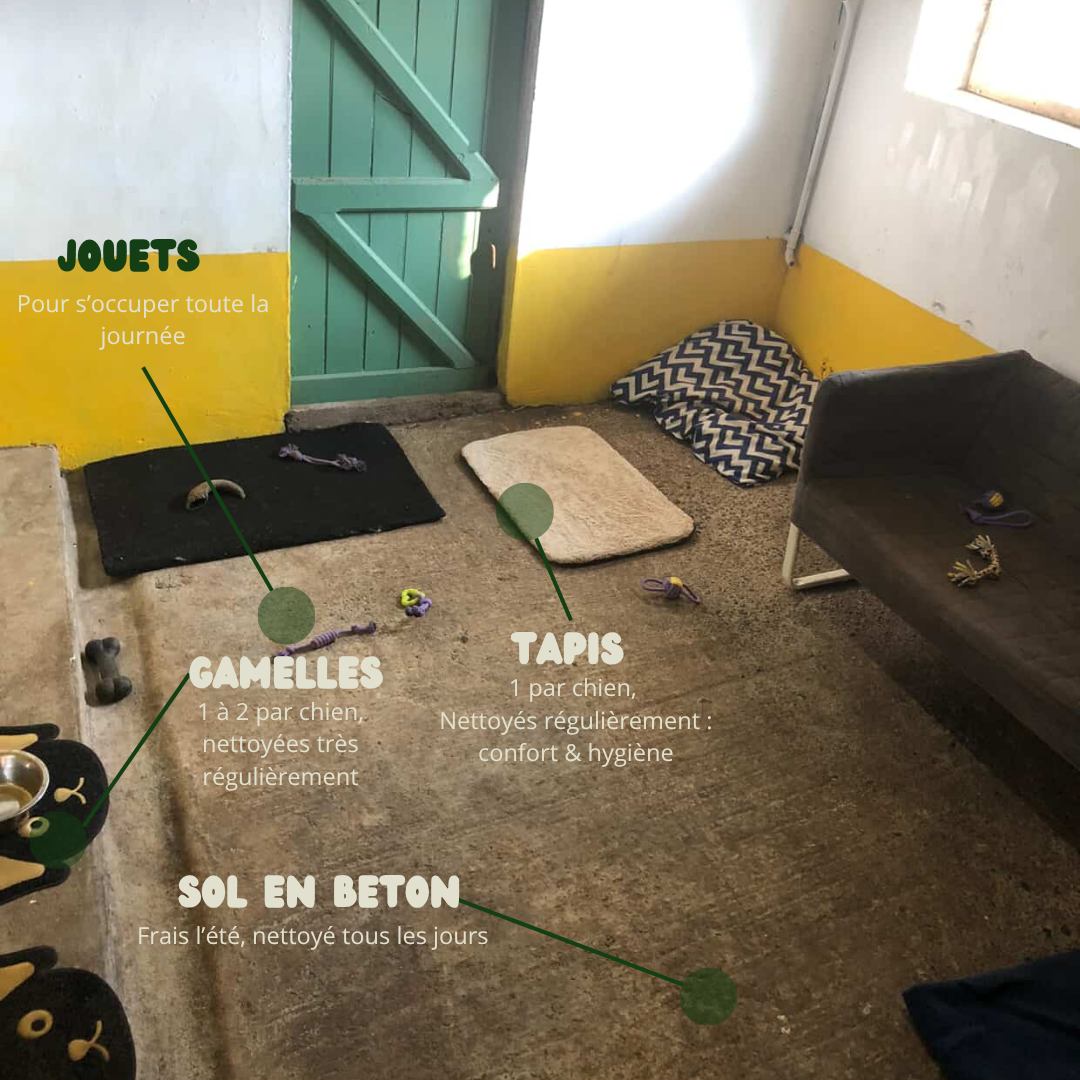 JOUETS
Pour s'occuper toute la
journée
GAMELLES
1 à 2 par chien,
nettoyées très
régulièrement
TAPIS
1 par chien,
Nettoyés régulièrement :
confort & hygiène
SOL EN BETON
Frais l'été, nettoyé tous les jours